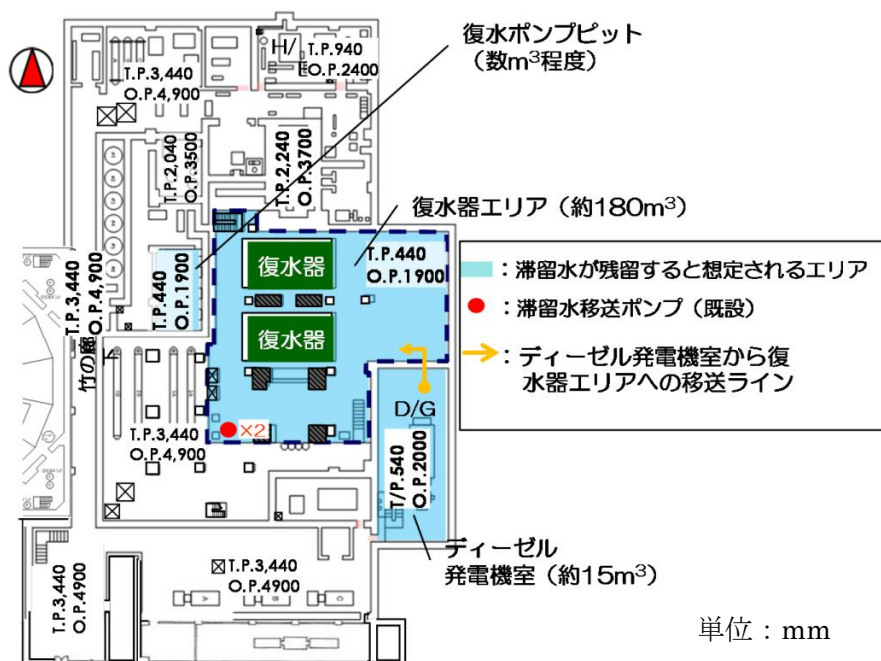 復水ポンプピット
（数m³程度）
H/
T.P.940
O.P.2400
T.P.3,440
O.P.4,900
T.P.2,040
O.P.3500
T.P.2,240
O.P.3700
復水器エリア（約180m³）
復水器
T.P.440
O.P.1900
T.P.440
O.P.1900
復水器
T.P.3,440
O.P.4,900
竹の廊下
：滞留水が残留すると想定されるエリア
：滞留水移送ポンプ（既設）
：ディーゼル発電機室から復
水器エリアへの移送ライン
D/G
×2
T.P.3,440
O.P.4,900
T/P.540
O.P.2000
ディーゼル
発電機室（約15m³）
T.P.3,440
O.P.4900
T.P.3,440
O.P.4900
A
B
C
単位：mm